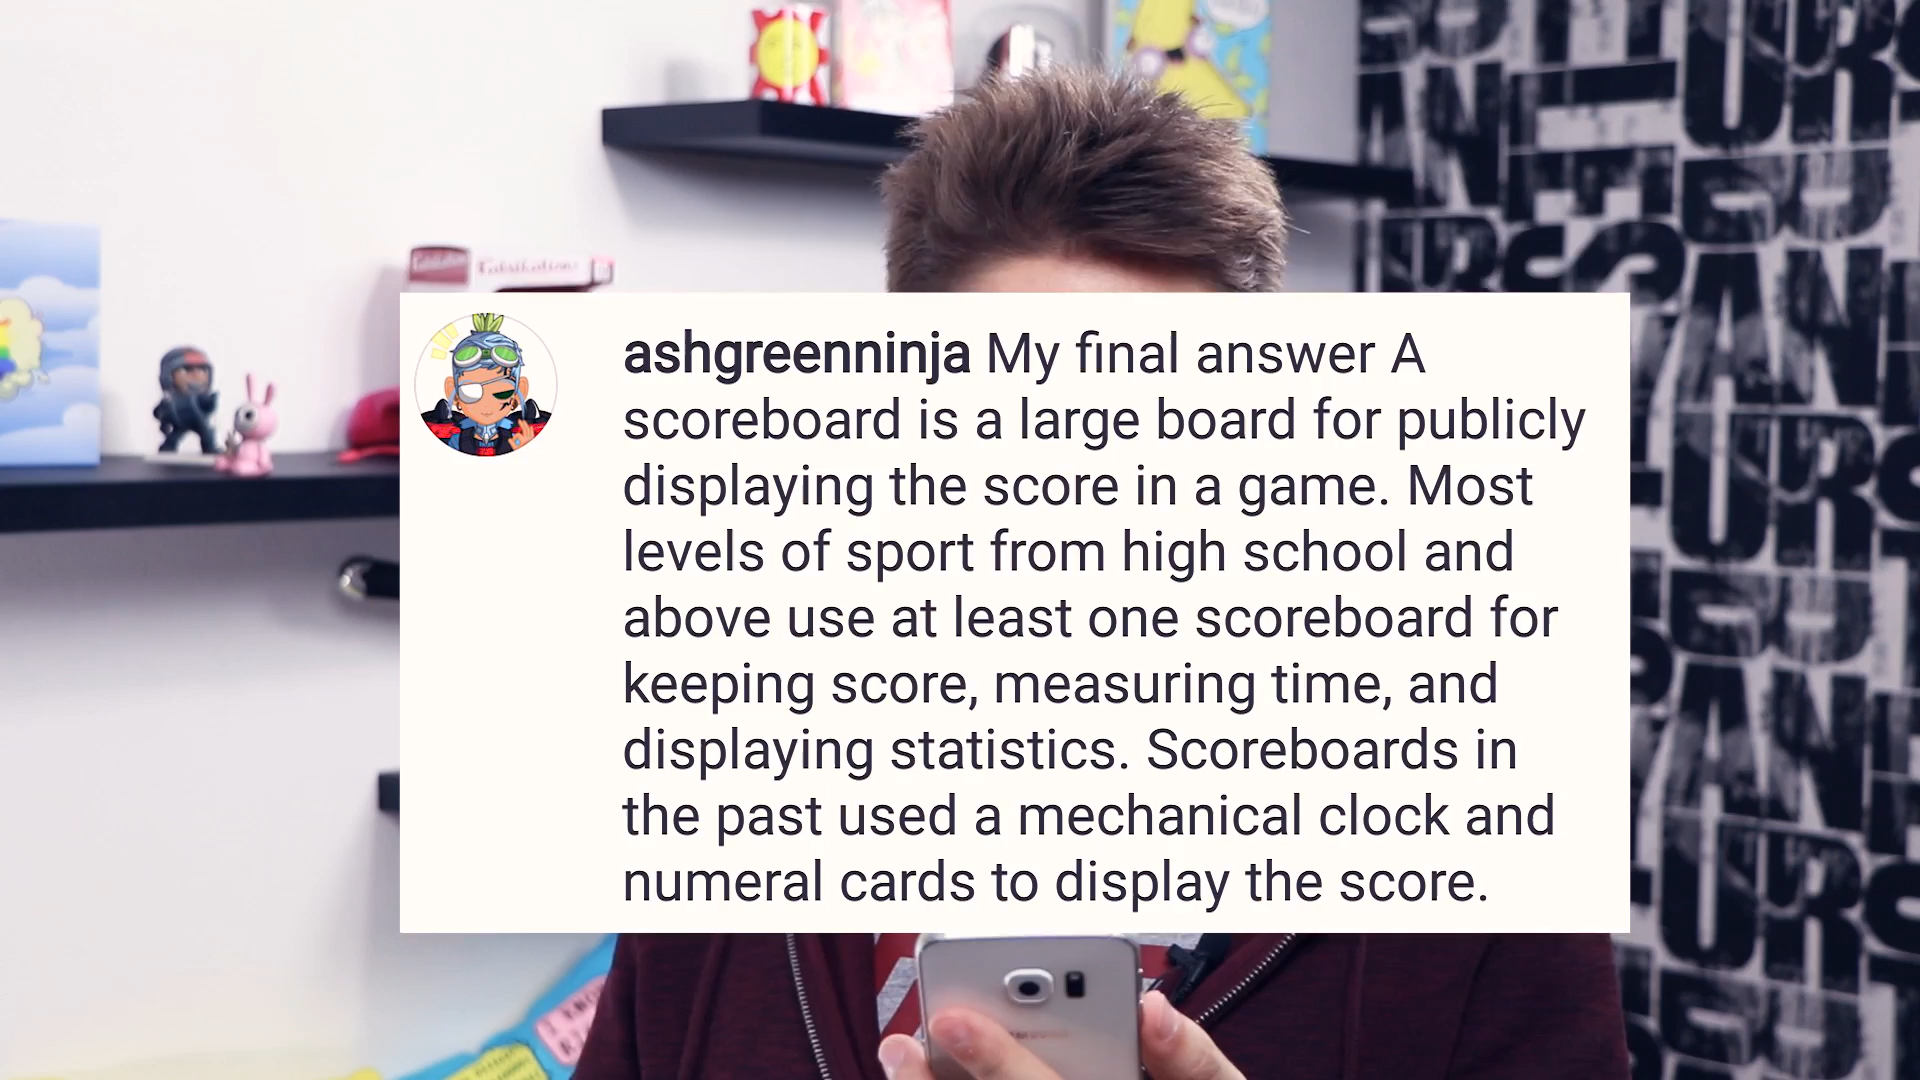 ashgreenninja My final answer A
scoreboard is a large board for publicly
displaying the score in a game. Most
levels of sport from high school and
above use at least one scoreboard for
keeping score, measuring time, and
displaying statistics. Scoreboards in
the past used a mechanical clock and
numeral cards to display the score.